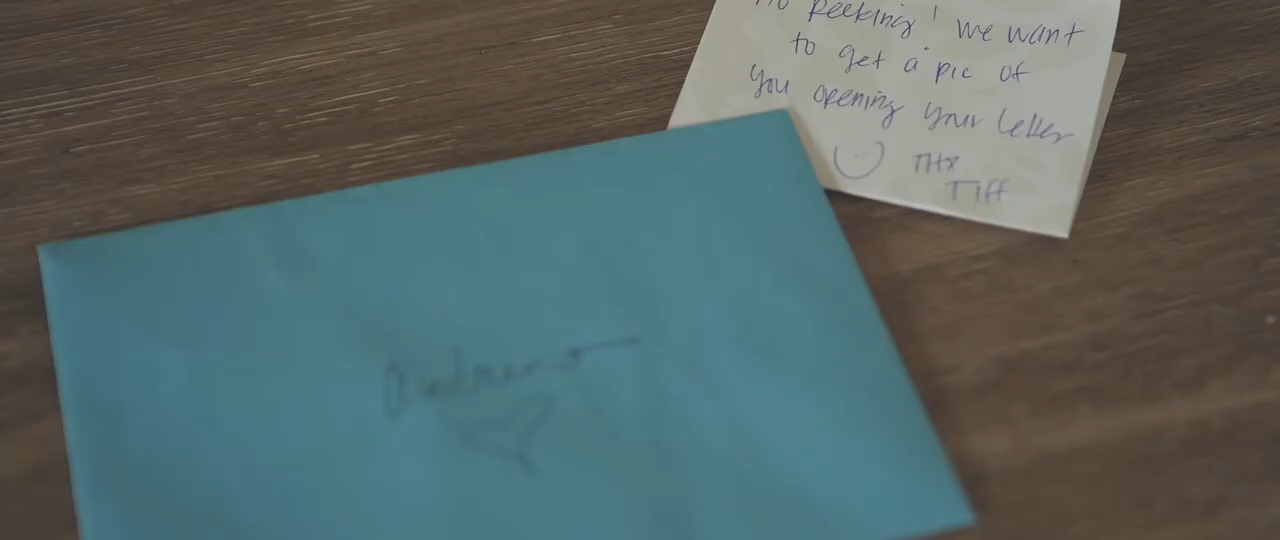 No Peeking! We want
to get a pic of
you opening your letter
THX
Tiff